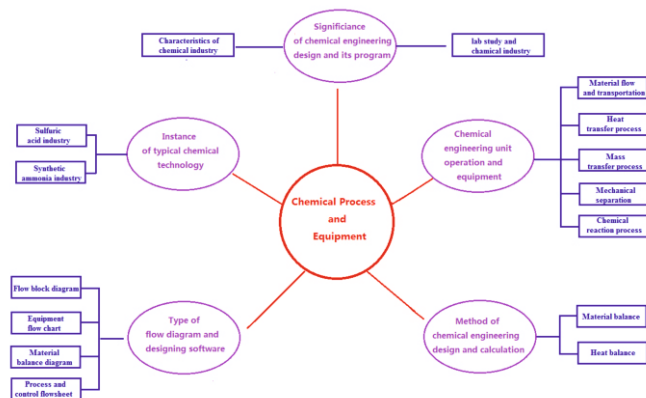 Significiance
of chemical engineering
design and its program
Characteristics of
chemical industry
lab study and
chamical industry
Sulfuric
acid industry
Synthetic
ammonia industry
Instance
of typical chemical
technology
Chemical
engineering unit
operation and
equipment
Material flow
and transportation
Heat
transfer process
Mass
transfer process
Mechanical
separation
Chemical
reaction process
Chemical Process
and
Equipment
Flow block diagram
Equipment
flow chart
Material
balance diagram
Process and
control flowsheet
Type of
flow diagram and
designing software
Method of
chemical engineering
design and calculation
Material balance
Heat balance